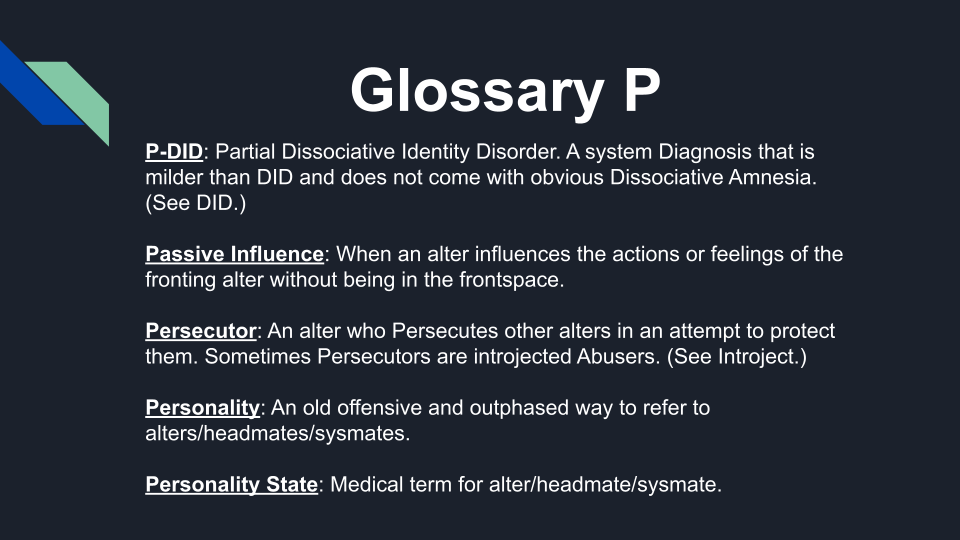 Glossary P
P-DID: Partial Dissociative Identity Disorder. A system Diagnosis that is
milder than DID and does not come with obvious Dissociative Amnesia.
(See DID.)
Passive Influence: When an alter influences the actions or feelings of the
fronting alter without being in the frontspace.
Persecutor: An alter who Persecutes other alters in an attempt to protect
them. Sometimes Persecutors are introjected Abusers. (See Introject.)
Personality: An old offensive and outphased way to refer to
alters/headmates/sysmates.
Personality State: Medical term for alter/headmate/sysmate.